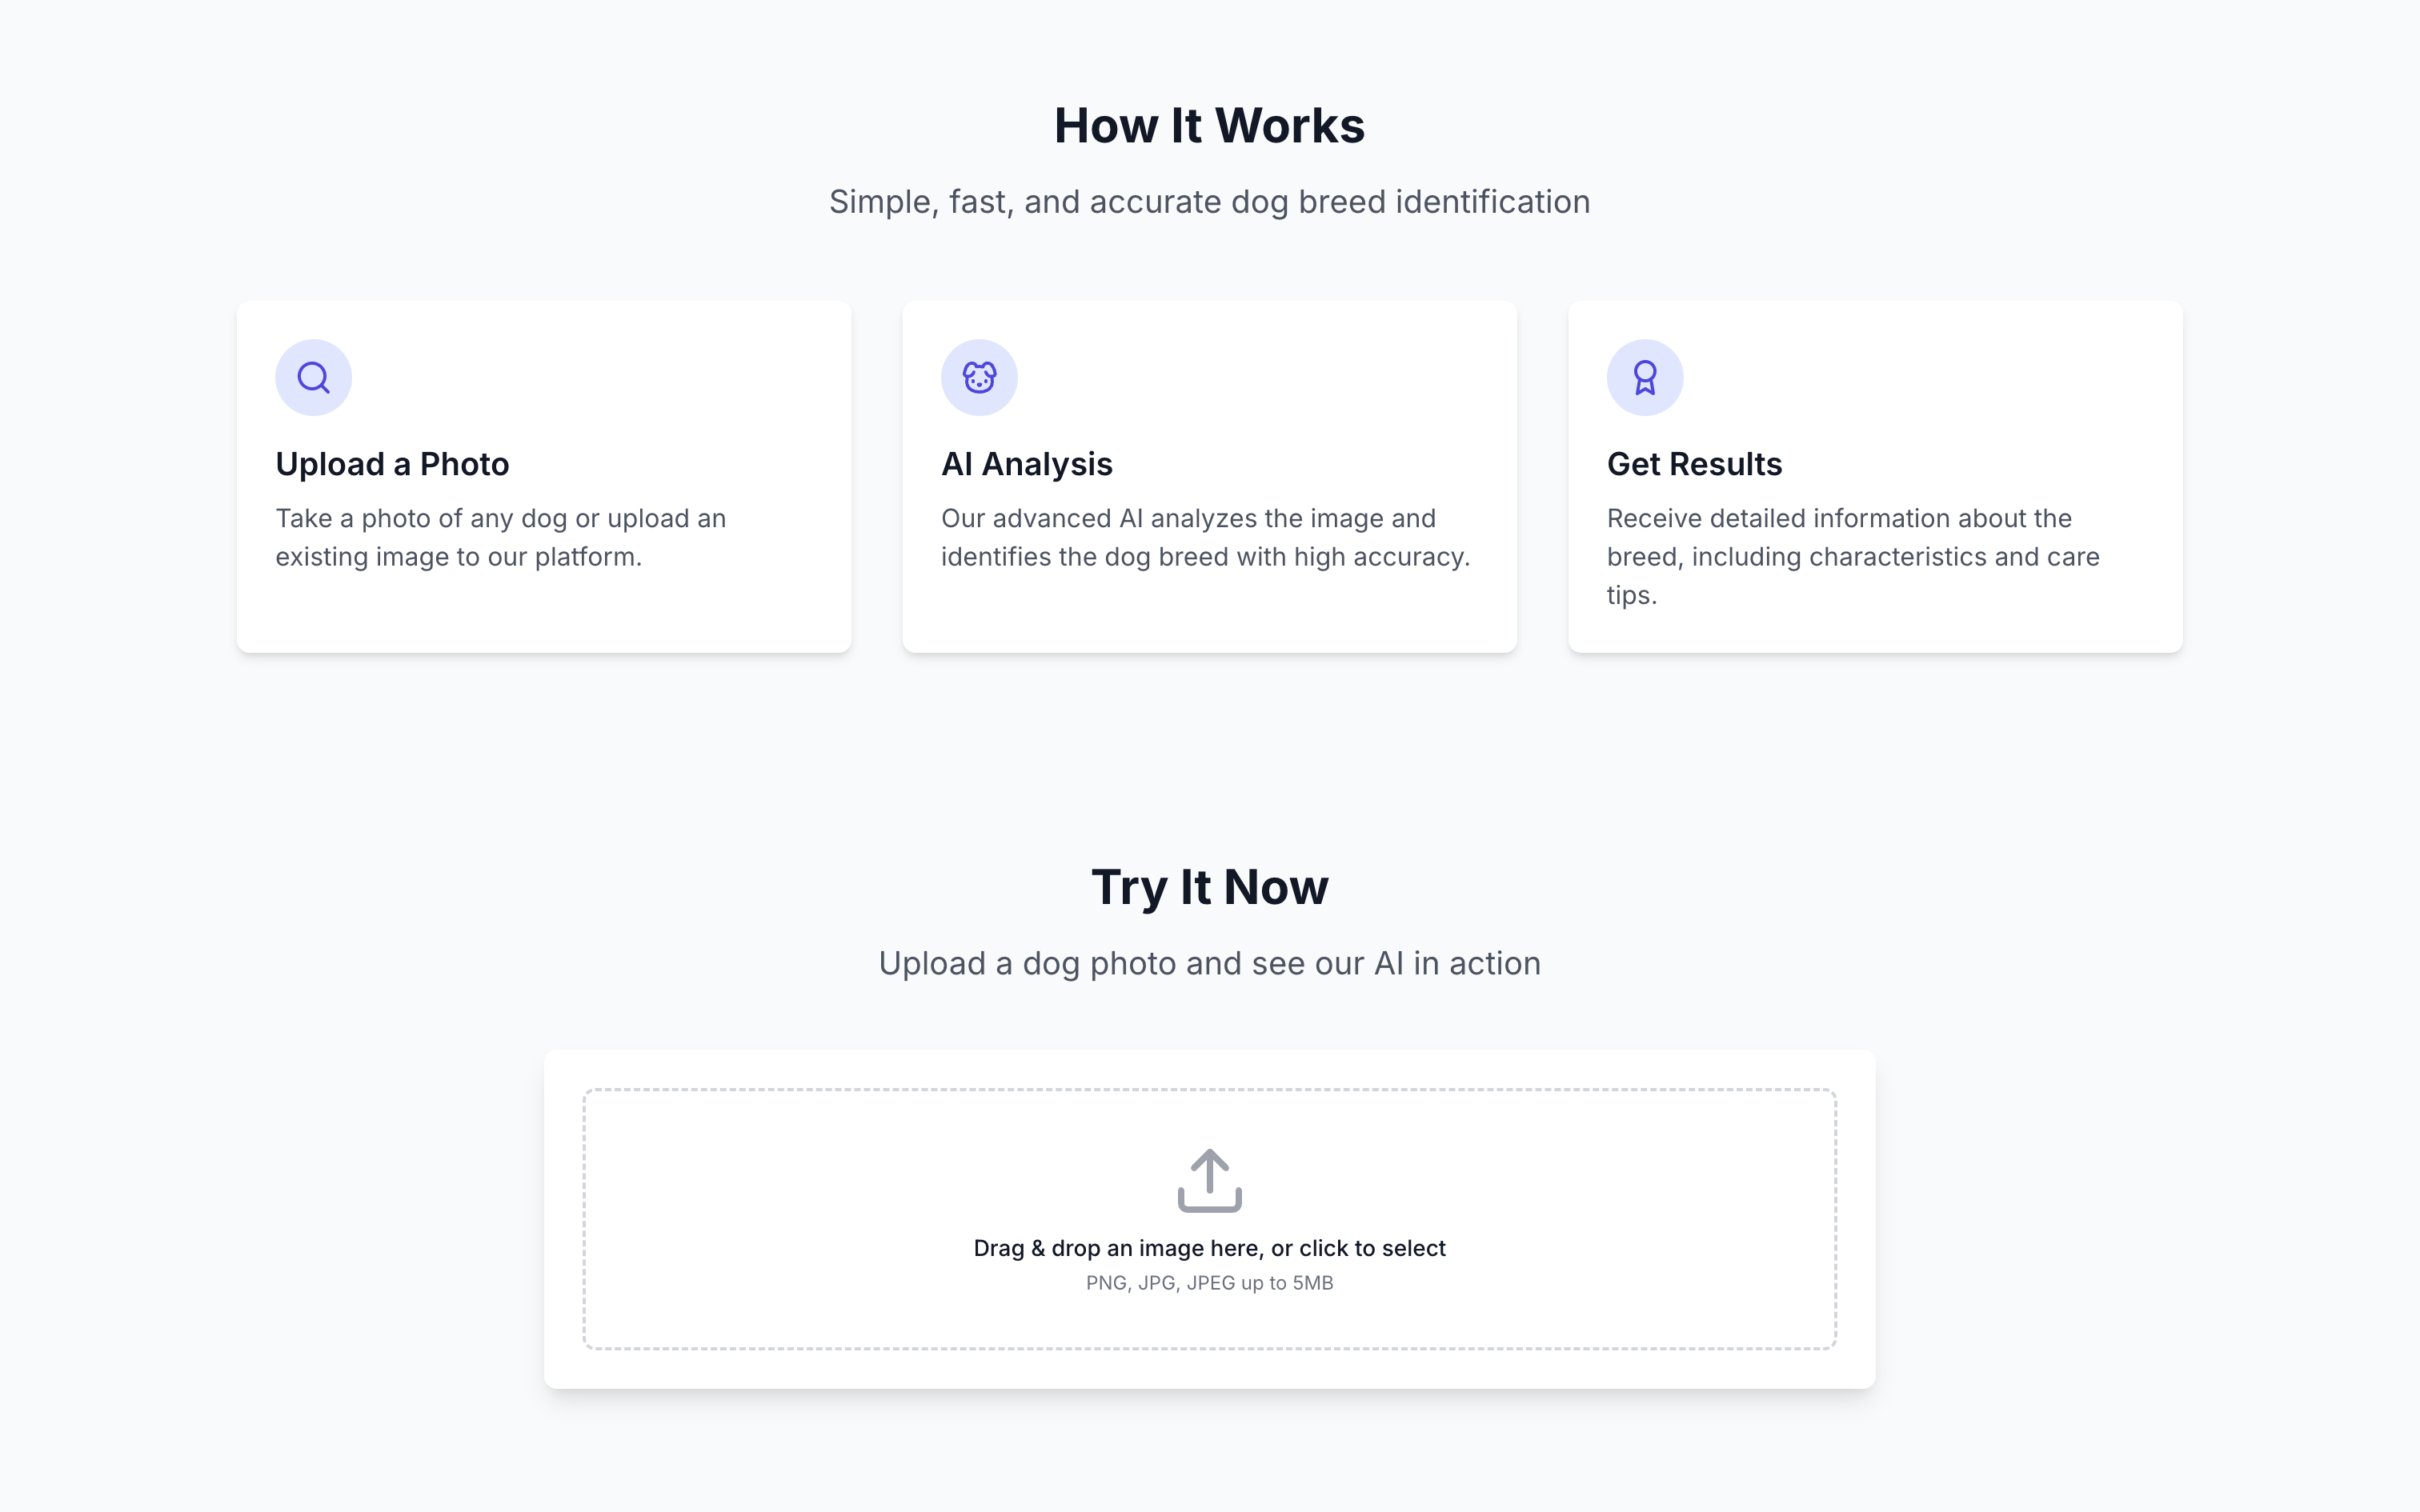 How It Works
Simple, fast, and accurate dog breed identification
Upload a Photo
Take a photo of any dog or upload an
existing image to our platform.
AI Analysis
Our advanced AI analyzes the image and
identifies the dog breed with high accuracy.
Get Results
Receive detailed information about the
breed, including characteristics and care
tips.
Try It Now
Upload a dog photo and see our AI in action
Drag & drop an image here, or click to select
PNG, JPG, JPEG up to 5MB